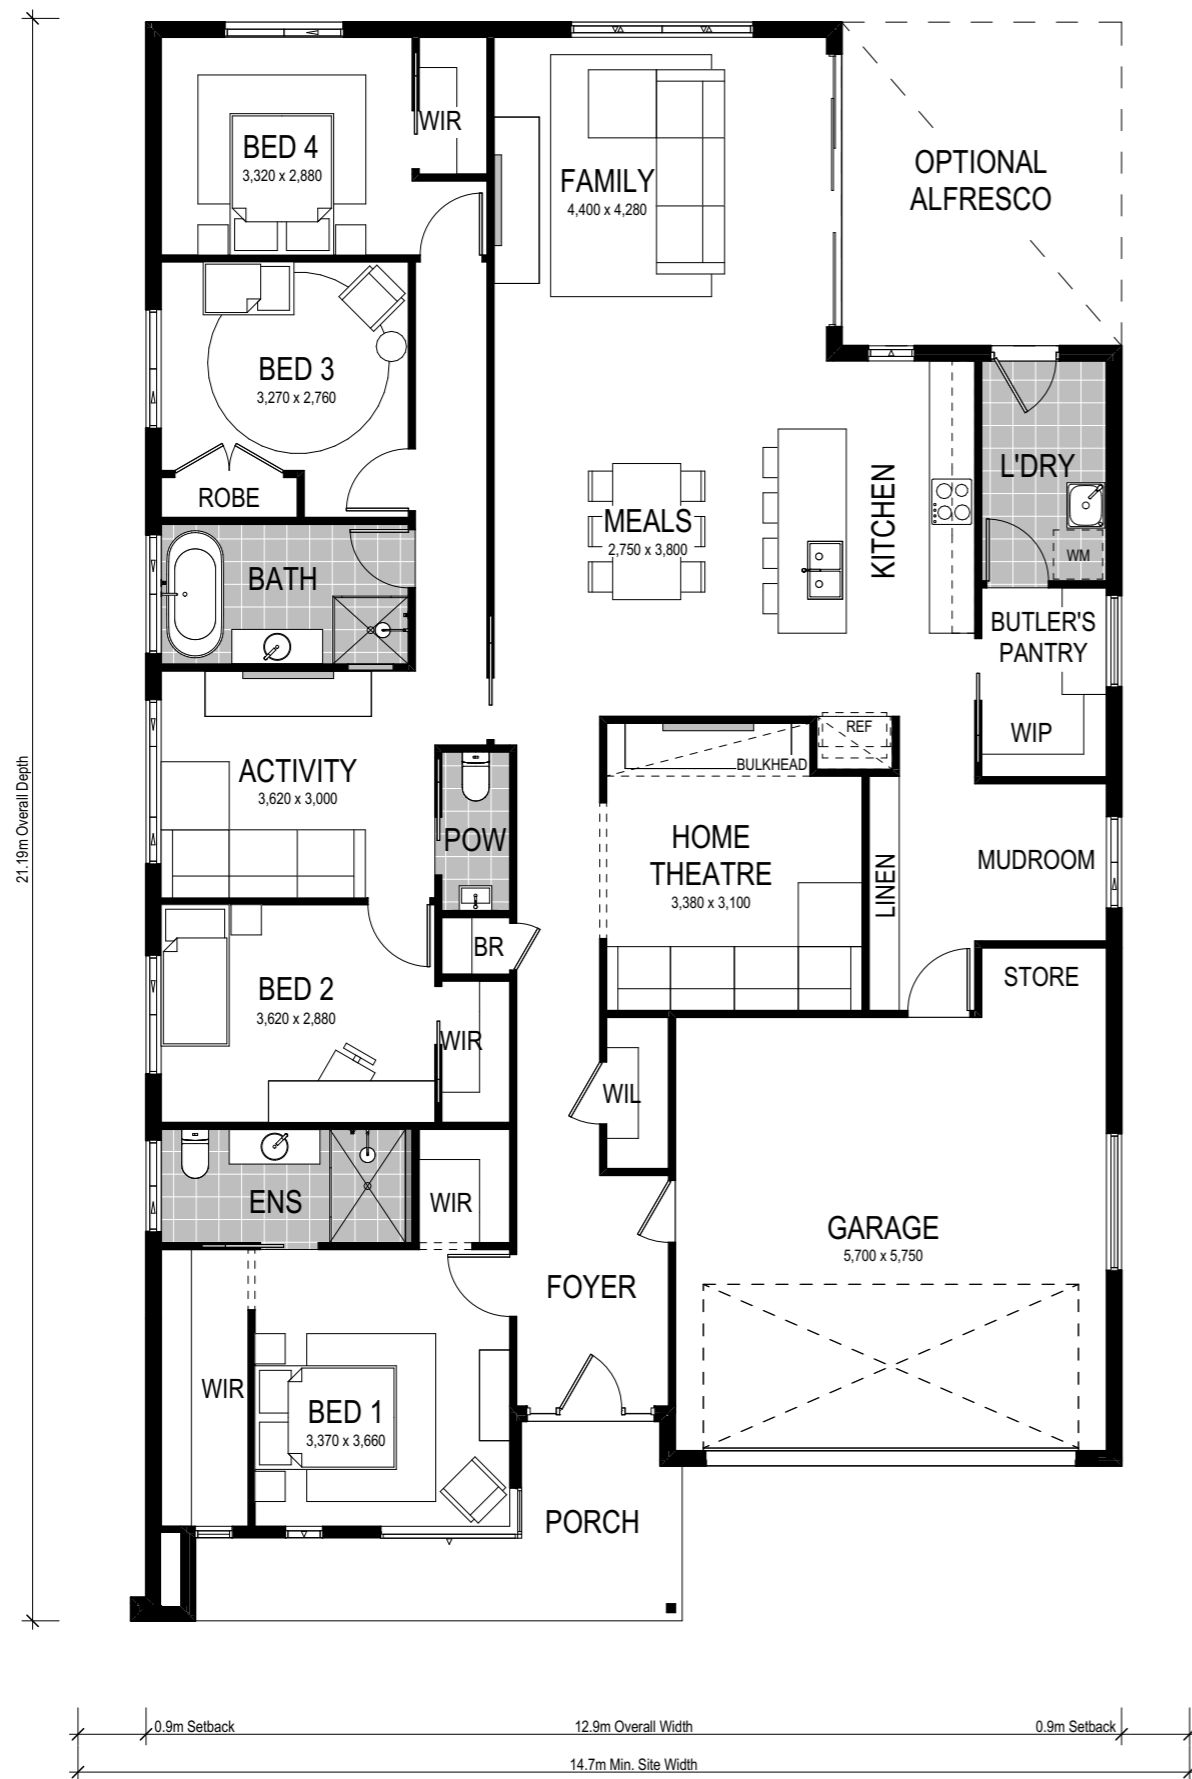 BED 4
3,320 x 2,880
WIR
FAMILY
4,400 x 4,280
OPTIONAL
ALFRESCO
BED 3
3,270 x 2,760
ROBE
BATH
MEALS
2,750 x 3,800
KITCHEN
L'DRY
WM
BUTLER'S
PANTRY
WIP
REF
BULKHEAD
ACTIVITY
3,620 x 3,000
POW
HOME
THEATRE
3,380 x 3,100
LINEN
MUDROOM
BR
STORE
BED 2
3,620 x 2,880
WIR
WIL
ENS
WIR
GARAGE
5,700 x 5,750
FOYER
WIR
BED 1
3,370 x 3,660
PORCH
21.19m Overall Depth
0.9m Setback
12.9m Overall Width
0.9m Setback
14.7m Min. Site Width